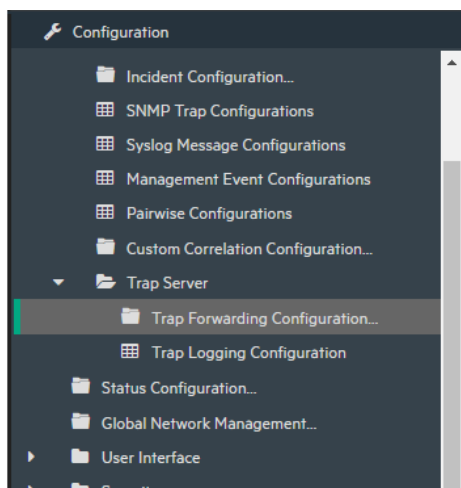 Configuration
Incident Configuration...
SNMP Trap Configurations
Syslog Message Configurations
Management Event Configurations
Pairwise Configurations
Custom Correlation Configuration...
Trap Server
Trap Forwarding Configuration...
Trap Logging Configuration
Status Configuration...
Global Network Management...
User Interface